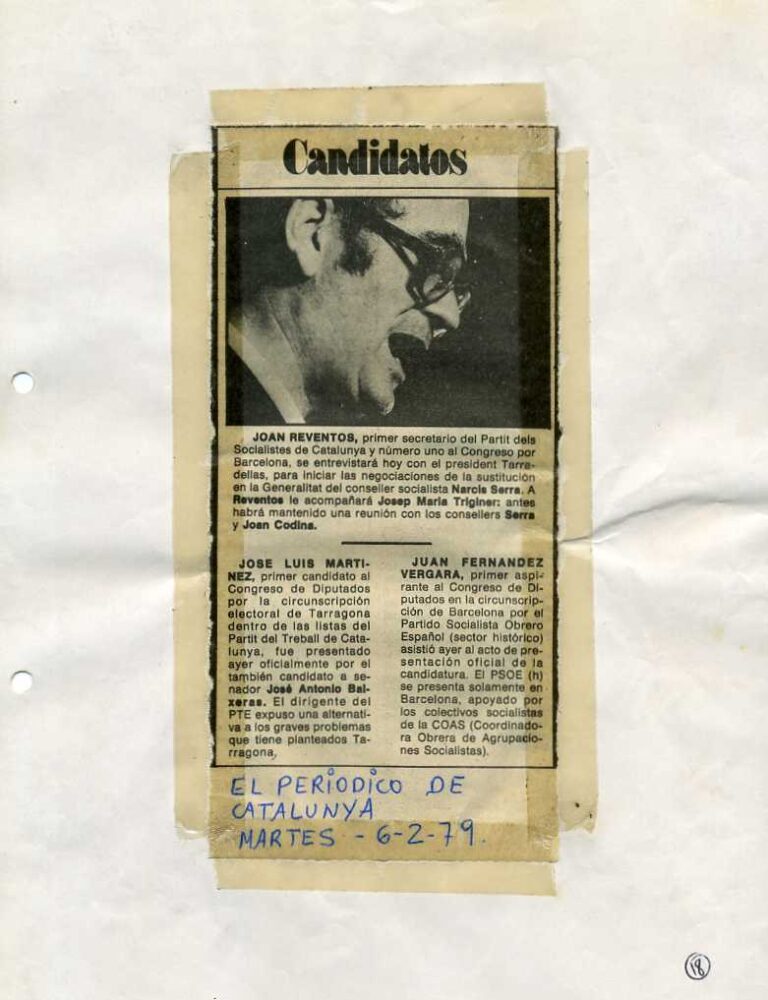 Candidatos
JOAN REVENTOS, primer secretario del Partit dels
Socialistes de Catalunya y número uno al Congreso por
Barcelona, se entrevistará hoy con el president Tarra-
dellas, para iniciar las negociaciones de la sustitución
en la Generalitat del conseller socialista Narcís Serra. A
Reventos le acompañará Josep Maria Triginer: antes
habrá mantenido una reunión con los consellers Serra
y Joan Codina.
JOSE LUIS MARTI-
NEZ, primer candidato al
Congreso de Diputados
por la circunscripción
electoral de Tarragona
dentro de las listas del
Partit del Treball de Cata-
lunya, fue presentado
ayer oficialmente por el
también candidato a se-
nador José Antonio Bai-
xeras. El dirigente del
PTE expuso una alternati-
va a los graves problemas
que tiene planteados Ta-
rragona.
JUAN FERNANDEZ
VERGARA, primer aspi-
rante al Congreso de Di-
putados en la circunscrip-
ción de Barcelona por el
Partido Socialista Obrero
Español (sector histórico)
asistió ayer al acto de pre-
sentación oficial de la
candidatura. El PSOE (h)
se presenta solamente en
Barcelona, apoyado por
los colectivos socialistas
de la COAS (Coordinado-
ra Obrera de Agrupacio-
nes Socialistas).
EL PERIODICO DE
CATALUNYA
MARTES - 6-2-79.
18